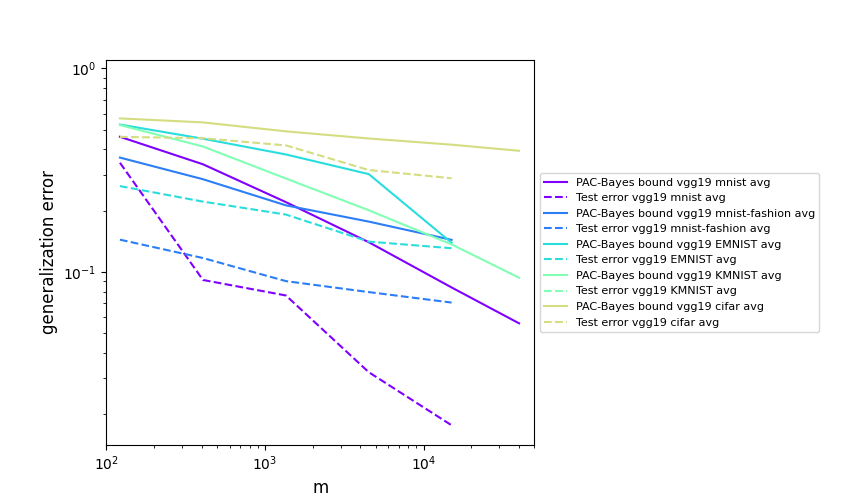 10⁰
10⁻¹
generalization error
10²
10³
10⁴
m
PAC-Bayes bound vgg19 mnist avg
Test error vgg19 mnist avg
PAC-Bayes bound vgg19 mnist-fashion avg
Test error vgg19 mnist-fashion avg
PAC-Bayes bound vgg19 EMNIST avg
Test error vgg19 EMNIST avg
PAC-Bayes bound vgg19 KMNIST avg
Test error vgg19 KMNIST avg
PAC-Bayes bound vgg19 cifar avg
Test error vgg19 cifar avg